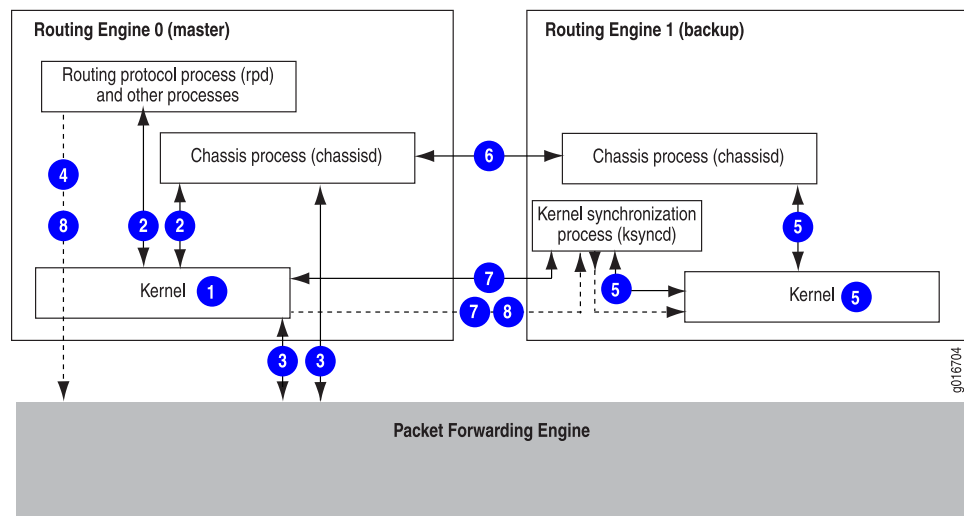 Routing Engine 0 (master)
Routing protocol process (rpd)
and other processes
Chassis process (chassisd)
4
8
2
2
Kernel 1
3
3
6
7
7 8
Routing Engine 1 (backup)
Chassis process (chassisd)
Kernel synchronization
process (ksyncd)
5
5
Kernel 5
g016704
Packet Forwarding Engine